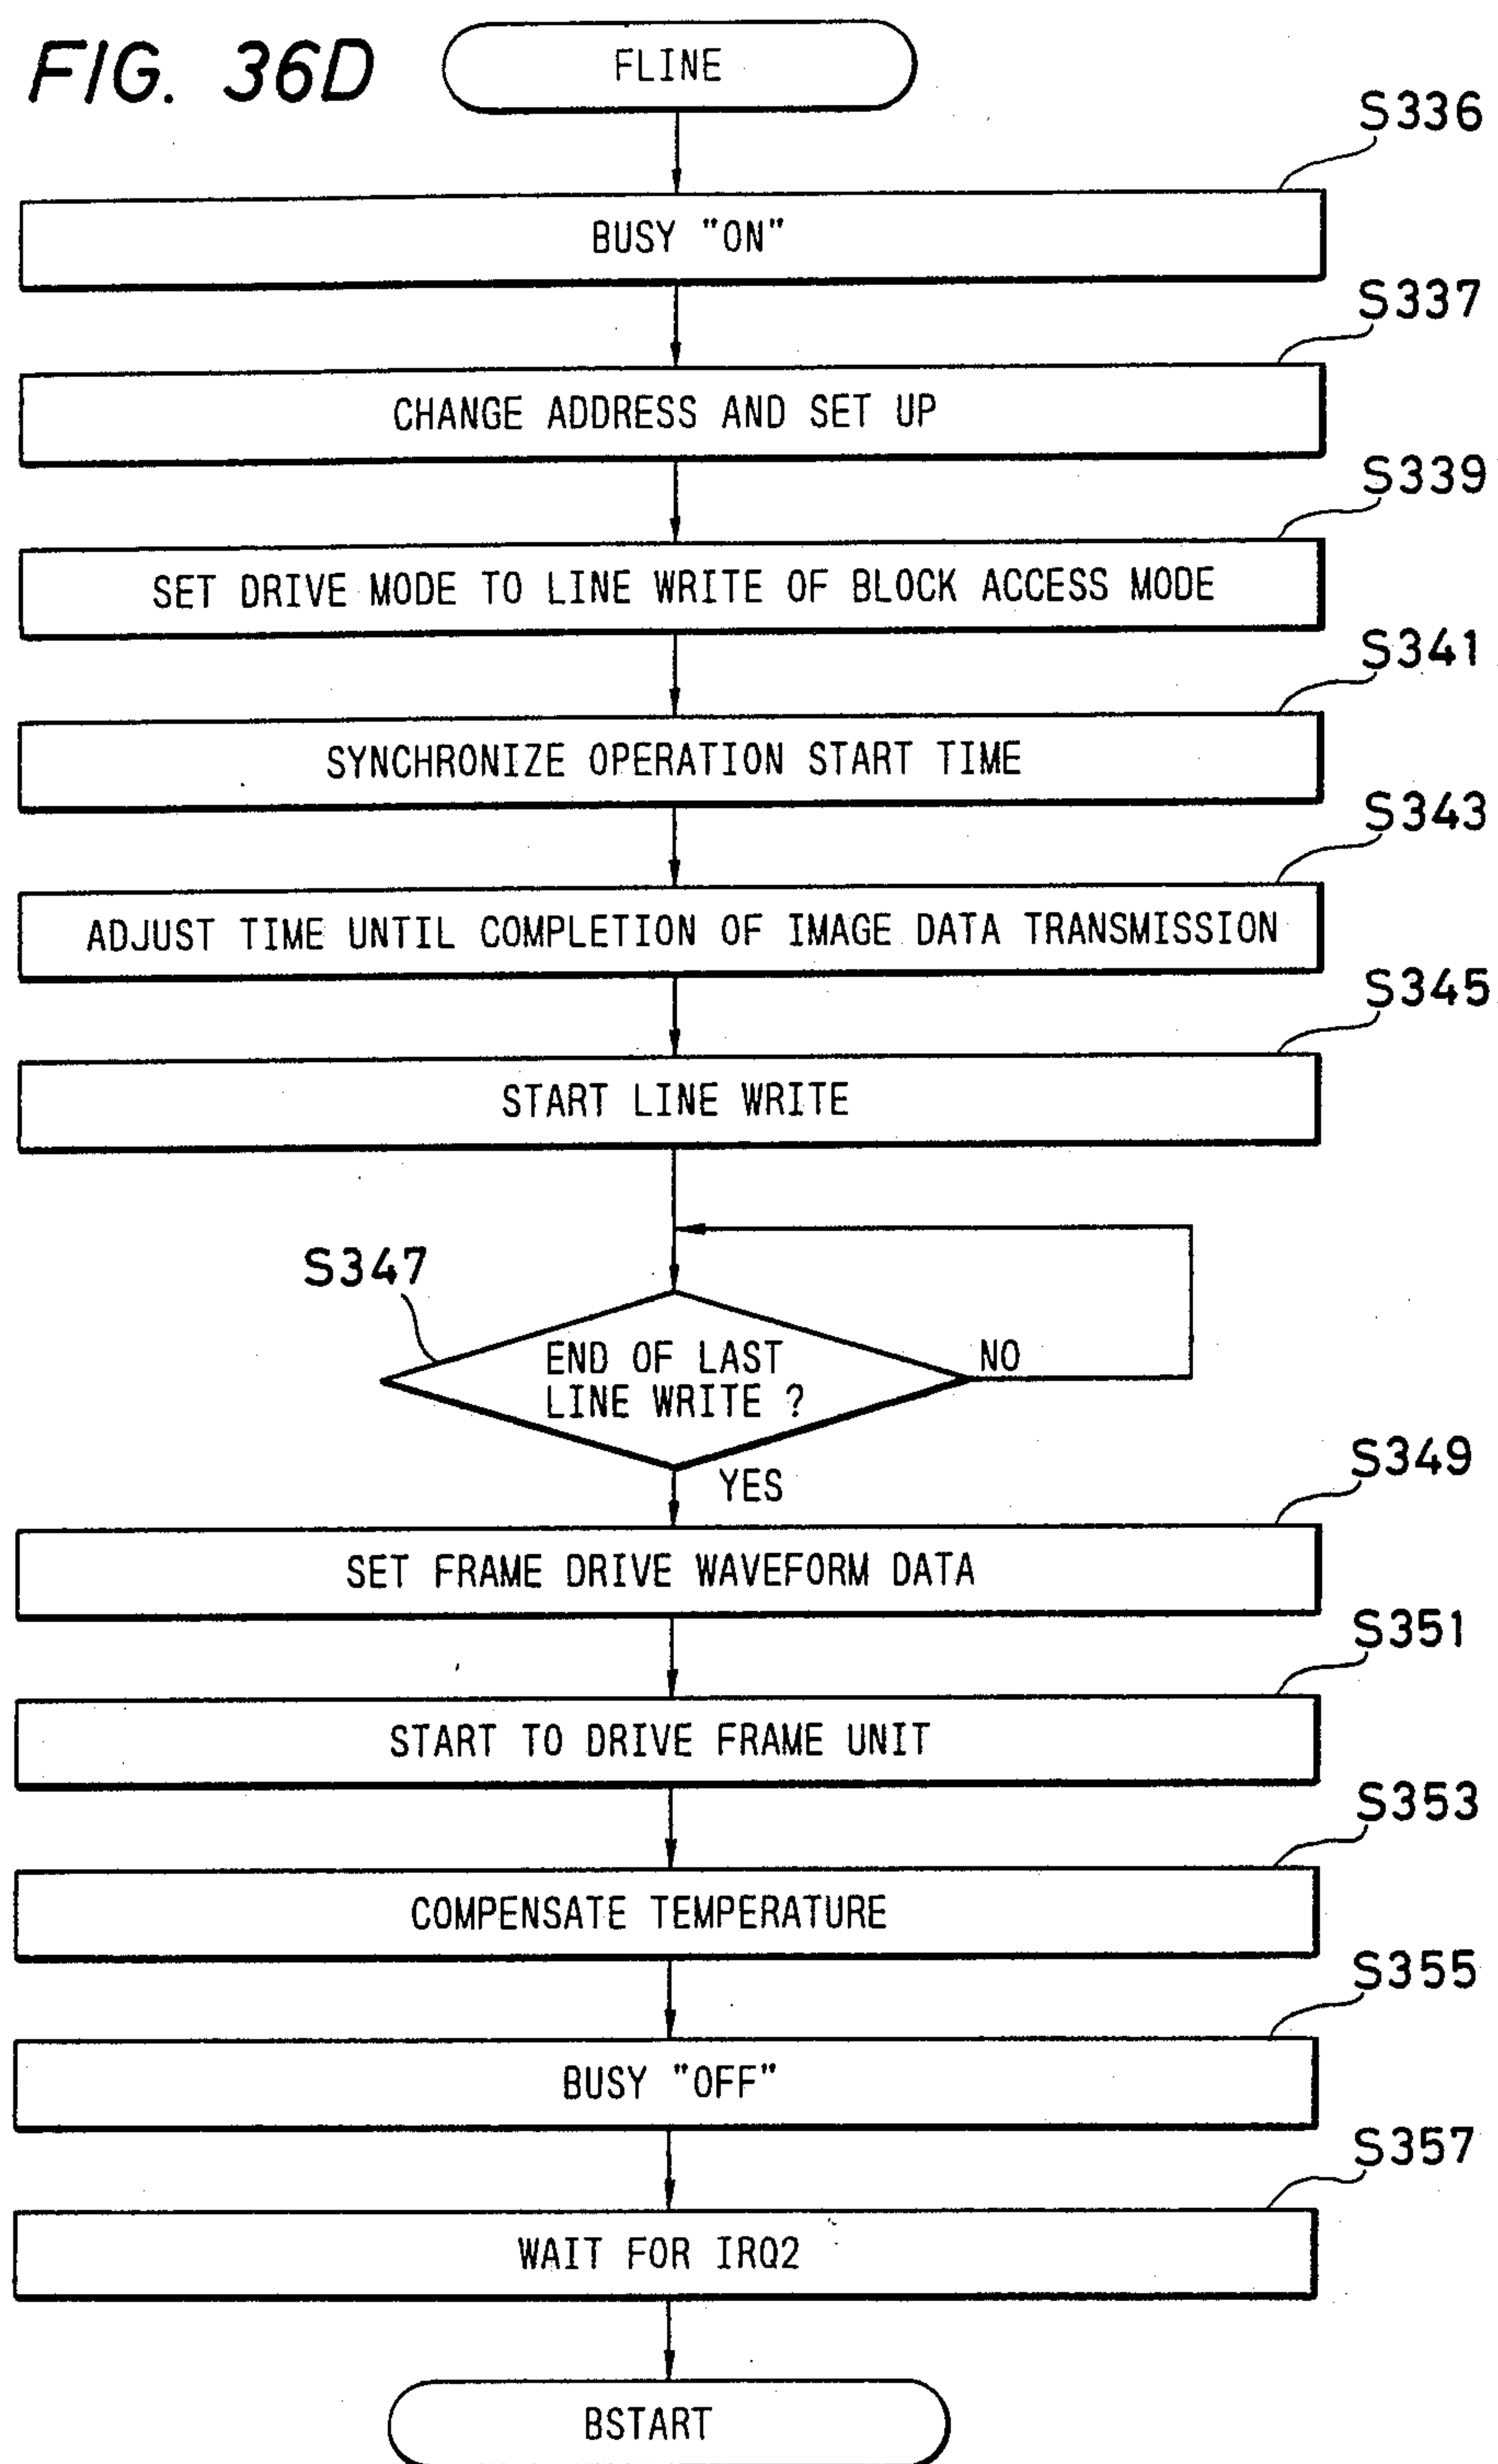 FIG. 36D
FLINE
S336
BUSY "ON"
S337
CHANGE ADDRESS AND SET UP
S339
SET DRIVE MODE TO LINE WRITE OF BLOCK ACCESS MODE
S341
SYNCHRONIZE OPERATION START TIME
S343
ADJUST TIME UNTIL COMPLETION OF IMAGE DATA TRANSMISSION
S345
START LINE WRITE
S347
END OF LAST
LINE WRITE ?
NO
YES
S349
SET FRAME DRIVE WAVEFORM DATA
S351
START TO DRIVE FRAME UNIT
S353
COMPENSATE TEMPERATURE
S355
BUSY "OFF"
S357
WAIT FOR IRQ2
BSTART